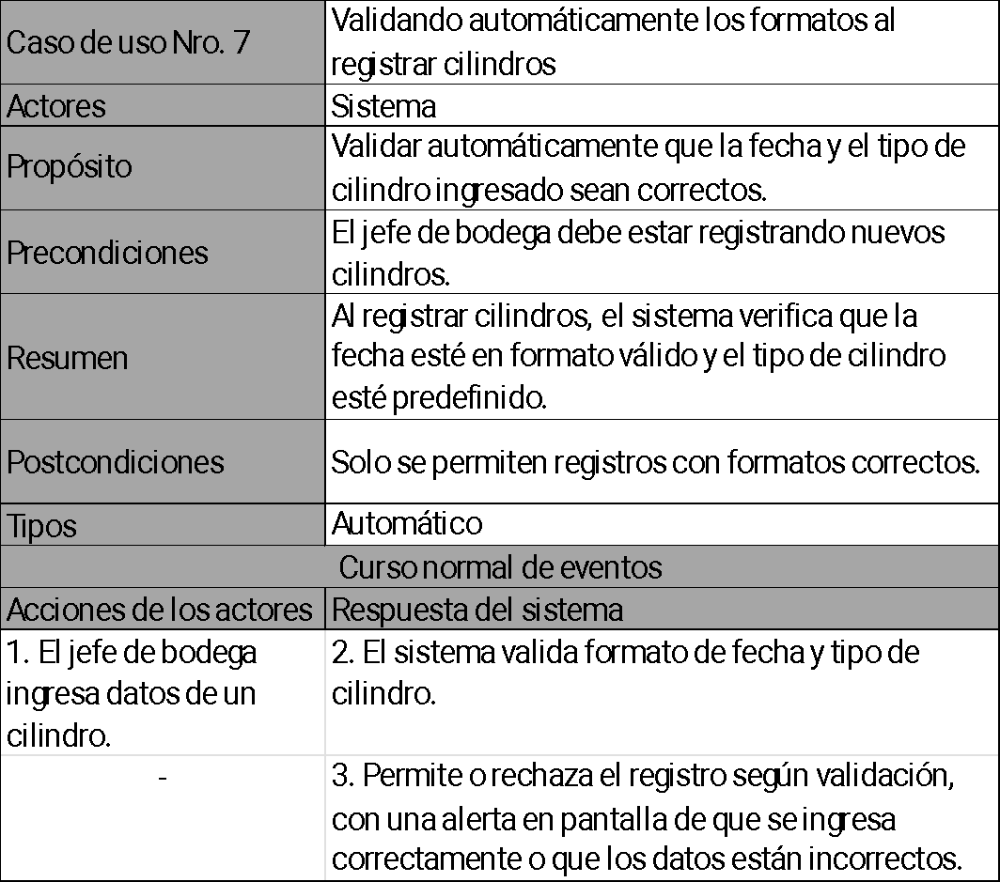 Caso de uso Nro. 7
Validando automáticamente los formatos al
registrar cilindros
Actores
Sistema
Propósito
Validar automáticamente que la fecha y el tipo de
cilindro ingresado sean correctos.
Precondiciones
El jefe de bodega debe estar registrando nuevos
cilindros.
Resumen
Al registrar cilindros, el sistema verifica que la
fecha esté en formato válido y el tipo de cilindro
esté predefinido.
Postcondiciones
Solo se permiten registros con formatos correctos.
Tipos
Automático
Curso normal de eventos
Acciones de los actores
Respuesta del sistema
1. El jefe de bodega
ingresa datos de un
cilindro.
2. El sistema valida formato de fecha y tipo de
cilindro.
-
3. Permite o rechaza el registro según validación,
con una alerta en pantalla de que se ingresa
correctamente o que los datos están incorrectos.